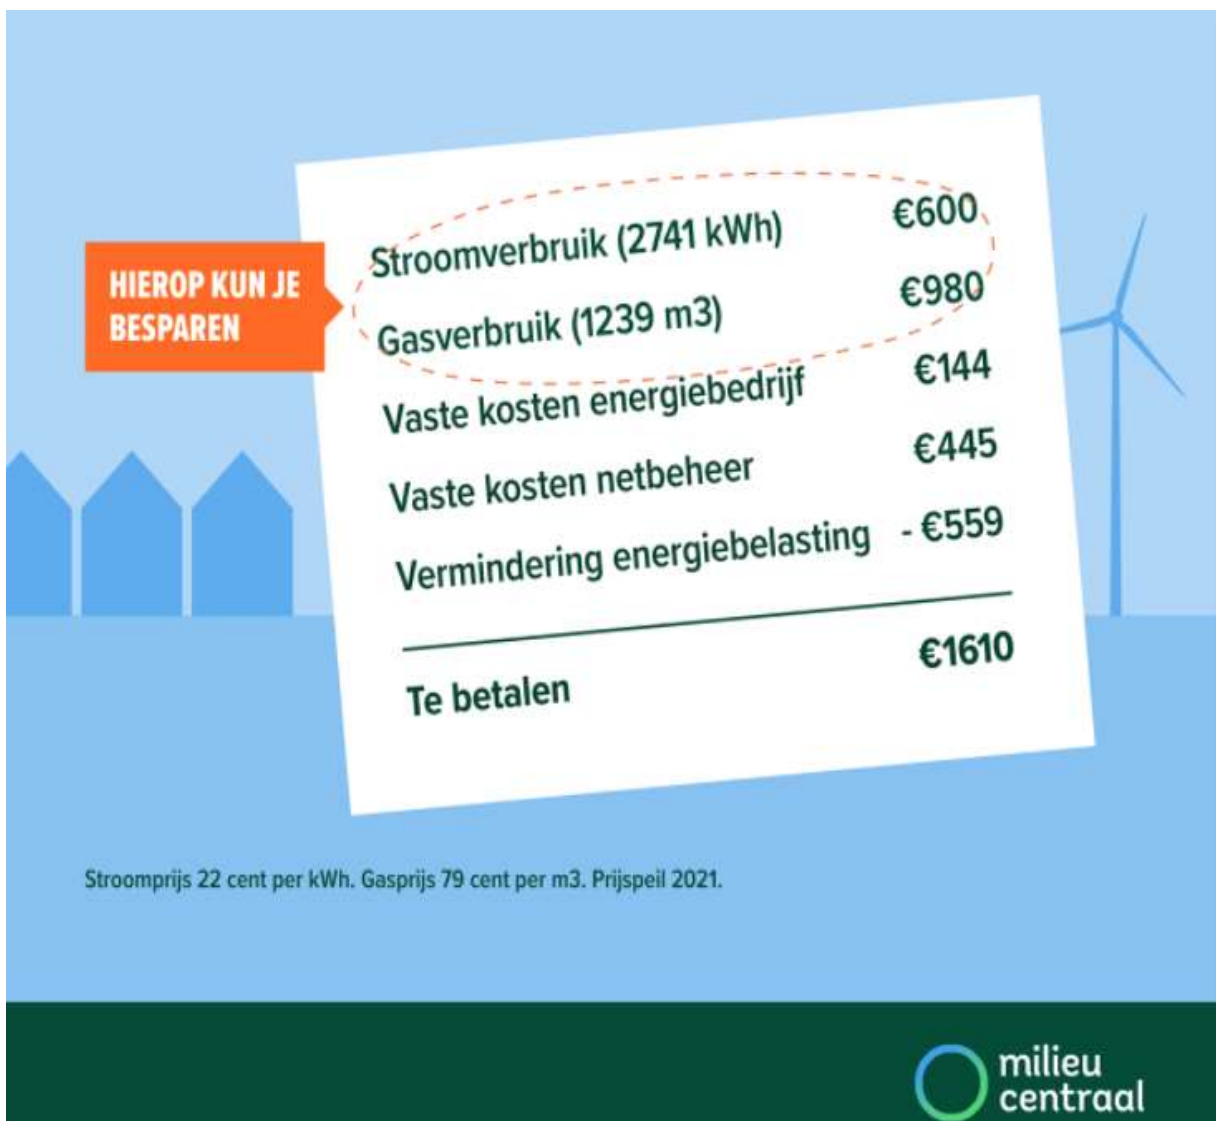 HIEROP KUN JE
BESPAREN
Stroomverbruik (2741 kWh) €600
Gasverbruik (1239 m3) €980
Vaste kosten energiebedrijf €144
Vaste kosten netbeheer €445
Vermindering energiebelasting - €559
Te betalen €1610
Stroomprijs 22 cent per kWh. Gasprijs 79 cent per m3. Prijspeil 2021.
milieu
centraal